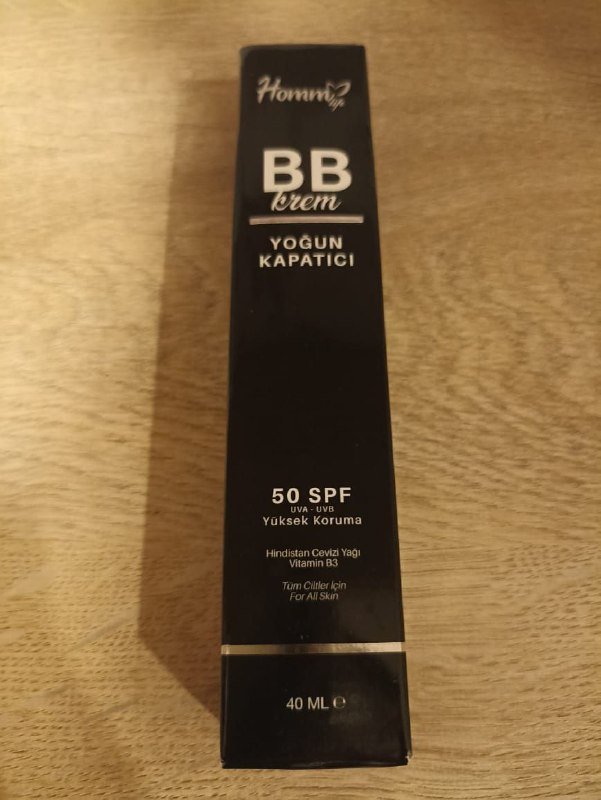 Hommlife
BB
krem
YOĞUN
KAPATICI
50 SPF
UVA - UVB
Yüksek Koruma
Hindistan Cevizi Yağı
Vitamin B3
Tüm Ciltler İçin
For All Skin
40 ML ℮